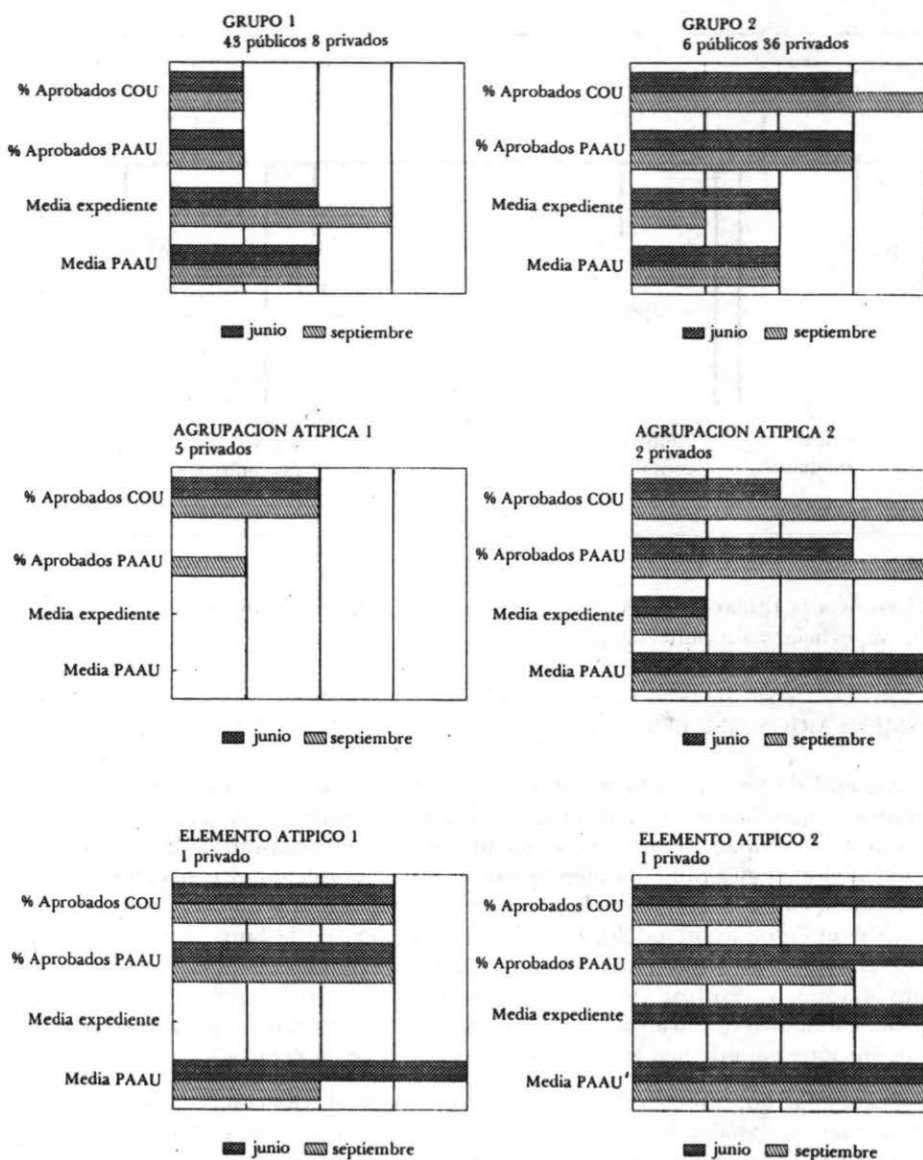 GRUPO 1
43 públicos 8 privados
% Aprobados COU
% Aprobados PAAU
Media expediente
Media PAAU
junio septiembre
GRUPO 2
6 públicos 36 privados
% Aprobados COU
% Aprobados PAAU
Media expediente
Media PAAU
junio septiembre
AGRUPACION ATIPICA 1
5 privados
% Aprobados COU
% Aprobados PAAU
Media expediente
Media PAAU
junio septiembre
AGRUPACION ATIPICA 2
2 privados
% Aprobados COU
% Aprobados PAAU
Media expediente
Media PAAU
junio septiembre
ELEMENTO ATIPICO 1
1 privado
% Aprobados COU
% Aprobados PAAU
Media expediente
Media PAAU
junio septiembre
ELEMENTO ATIPICO 2
1 privado
% Aprobados COU
% Aprobados PAAU
Media expediente
Media PAAU
junio septiembre